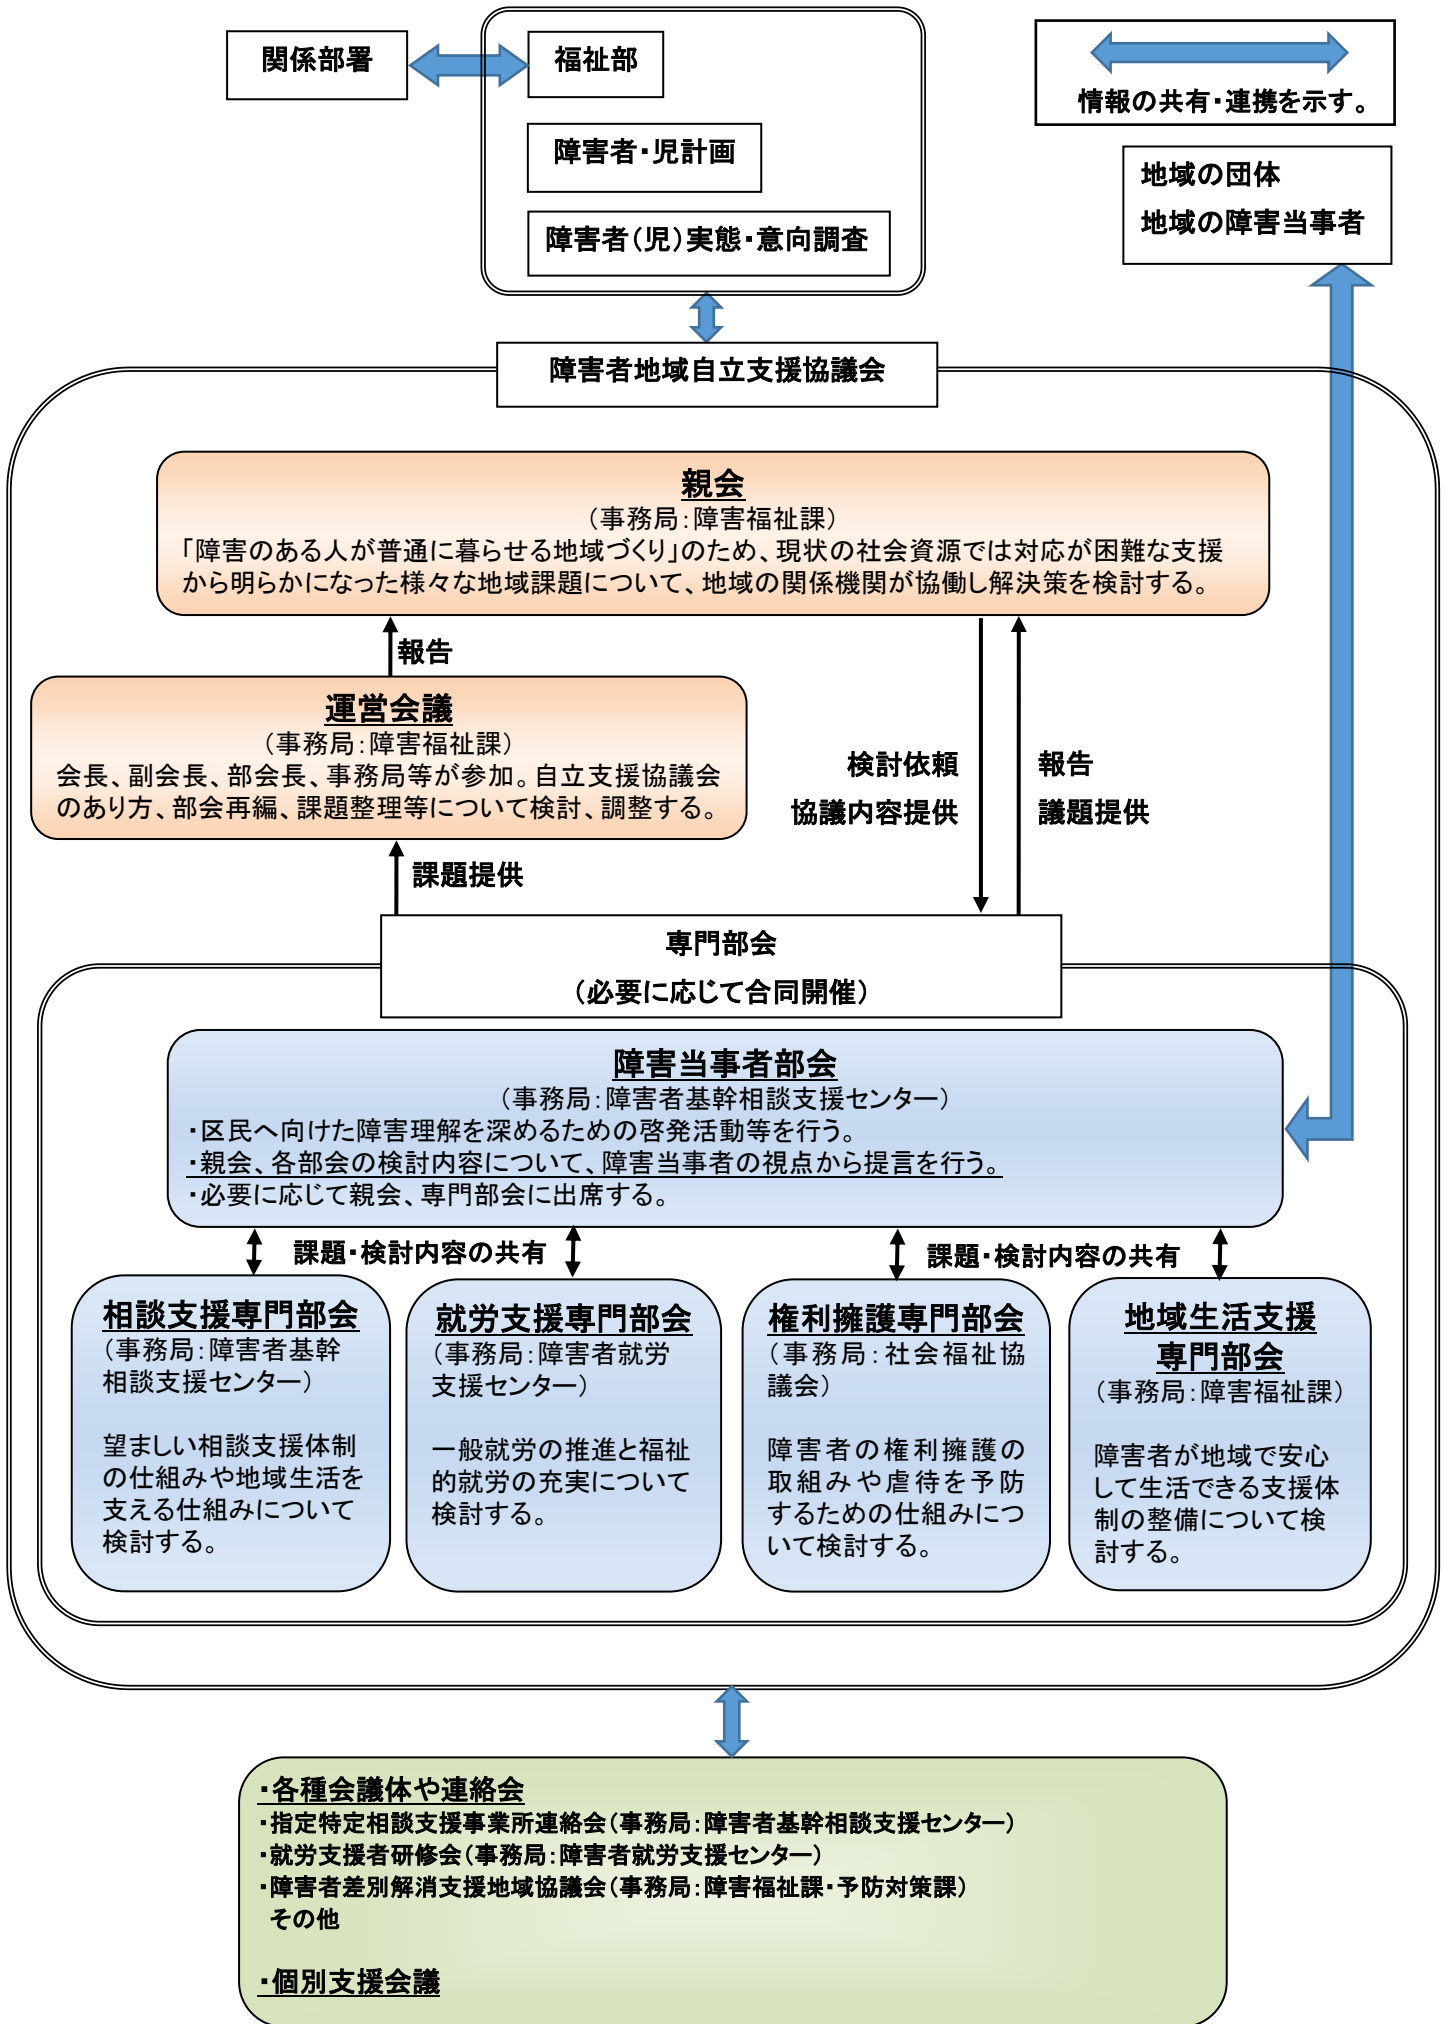 関係部署
福祉部
情報の共有・連携を示す。
障害者・児計画
地域の団体
地域の障害当事者
障害者（児）実態・意向調査
障害者地域自立支援協議会
親会
（事務局：障害福祉課）
「障害のある人が普通に暮らせる地域づくり」のため、現状の社会資源では対応が困難な支援
から明らかになった様々な地域課題について、地域の関係機関が協働し解決策を検討する。
報告
運営会議
（事務局：障害福祉課）
会長、副会長、部会長、事務局等が参加。自立支援協議会
のあり方、部会再編、課題整理等について検討、調整する。
検討依頼
協議内容提供
報告
議題提供
課題提供
専門部会
（必要に応じて合同開催）
障害当事者部会
（事務局：障害者基幹相談支援センター）
・区民へ向けた障害理解を深めるための啓発活動等を行う。
・親会、各部会の検討内容について、障害当事者の視点から提言を行う。
・必要に応じて親会、専門部会に出席する。
課題・検討内容の共有
課題・検討内容の共有
相談支援専門部会
（事務局：障害者基幹
相談支援センター）
望ましい相談支援体制
の仕組みや地域生活を
支える仕組みについて
検討する。
就労支援専門部会
（事務局：障害者就労
支援センター）
一般就労の推進と福祉
的就労の充実について
検討する。
権利擁護専門部会
（事務局：社会福祉協
議会）
障害者の権利擁護の
取組みや虐待を予防
するための仕組みにつ
いて検討する。
地域生活支援
専門部会
（事務局：障害福祉課）
障害者が地域で安心
して生活できる支援体
制の整備について検
討する。
・各種会議体や連絡会
・指定特定相談支援事業所連絡会（事務局：障害者基幹相談支援センター）
・就労支援者研修会（事務局：障害者就労支援センター）
・障害者差別解消支援地域協議会（事務局：障害福祉課・予防対策課）
その他
・個別支援会議